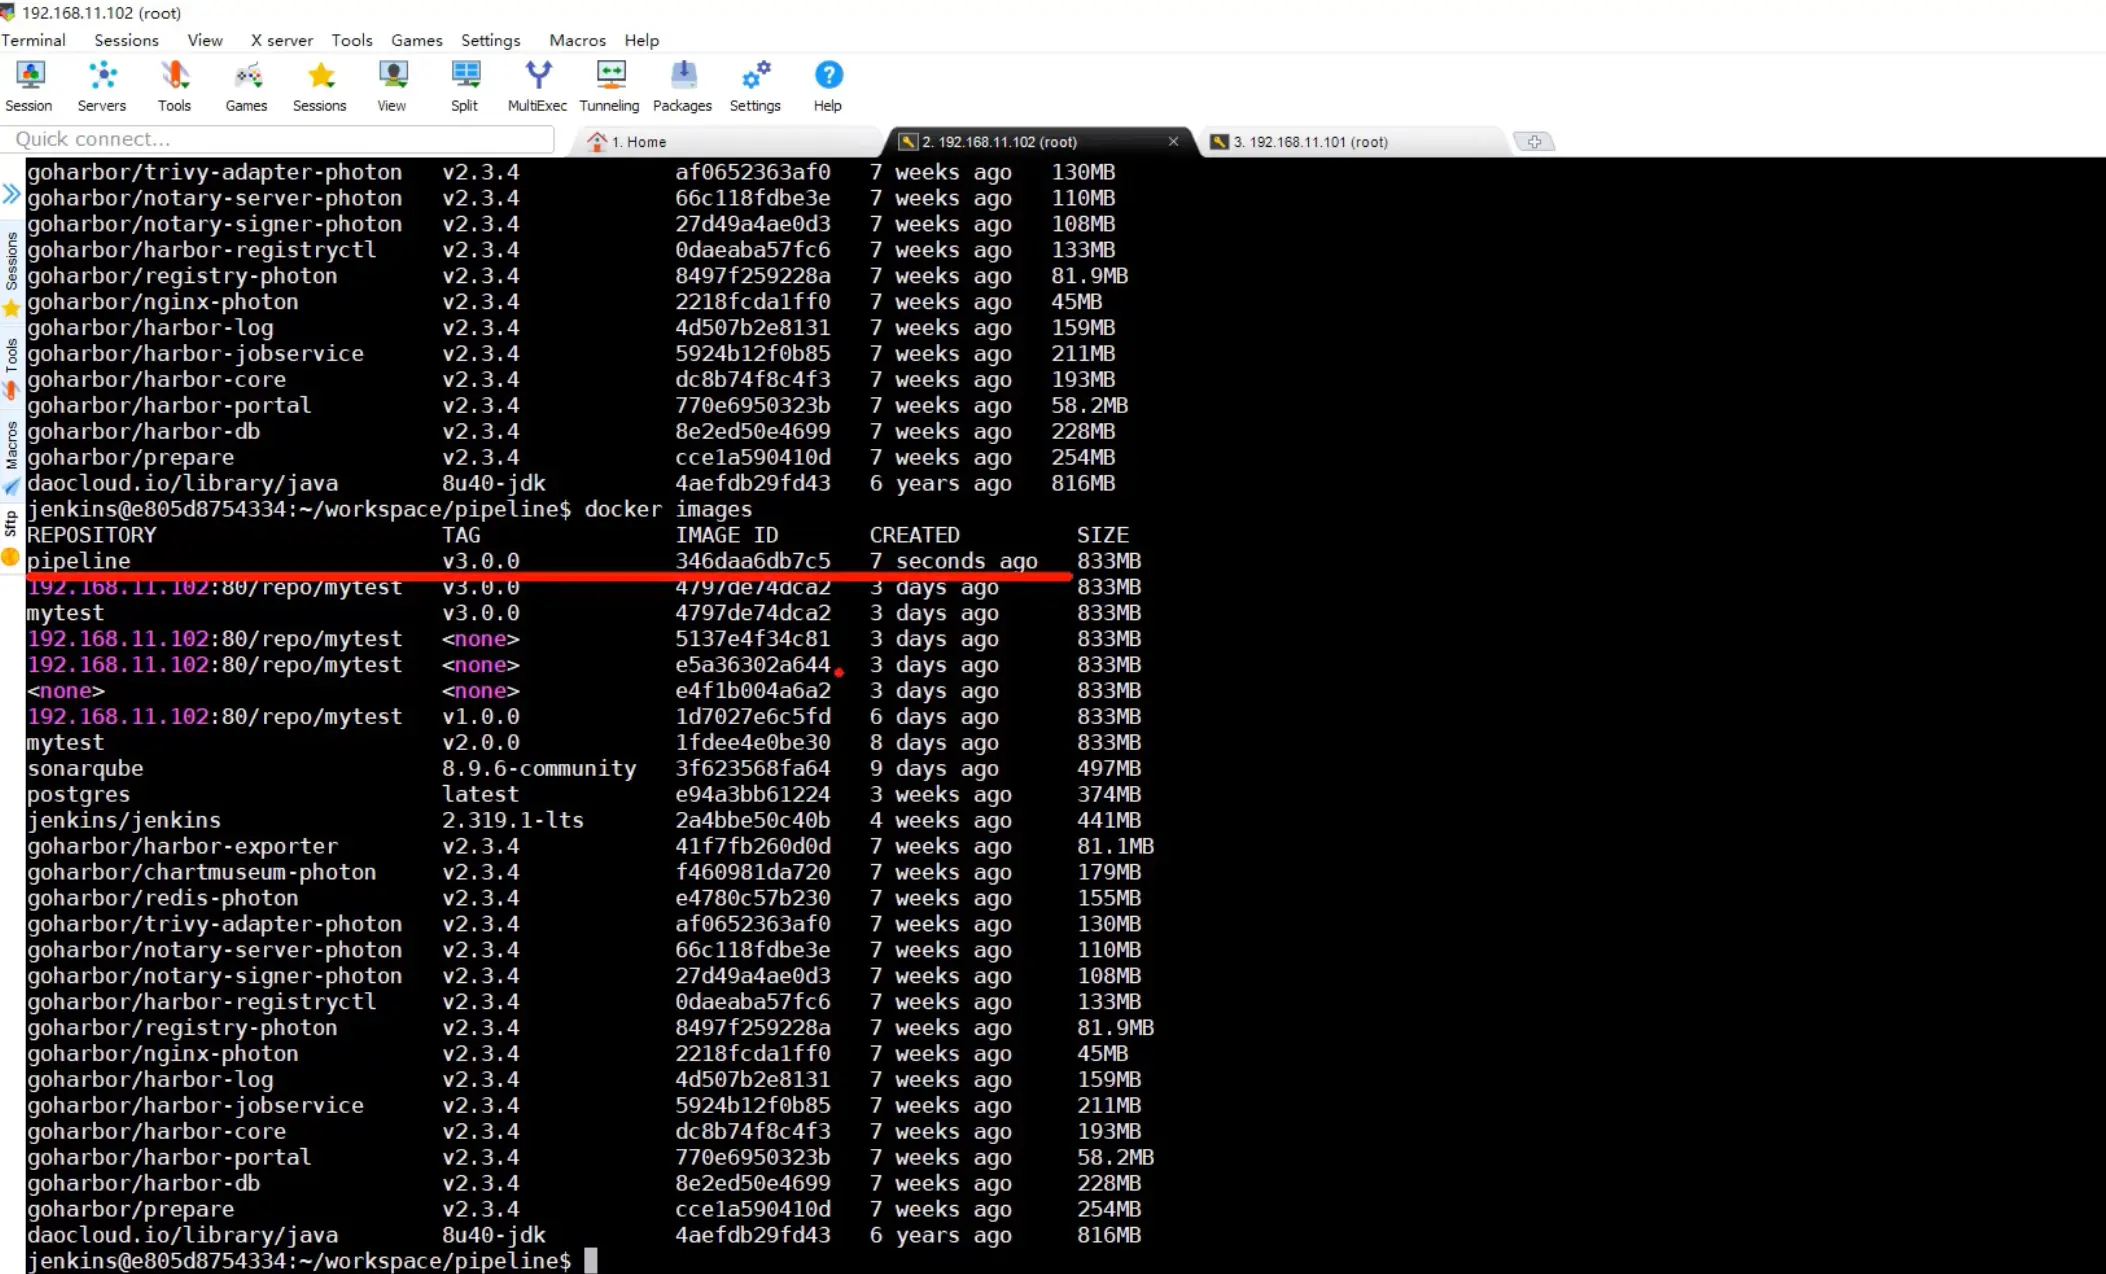 192.168.11.102 (root)
Terminal Sessions View X server Tools Games Settings Macros Help
Session Servers Tools Games Sessions View Split MultiExec Tunneling Packages Settings Help
Quick connect... 1. Home 2. 192.168.11.102 (root) 3. 192.168.11.101 (root)
Sessions
Tools
Macros
Sftp
goharbor/trivy-adapter-photon v2.3.4 af0652363af0 7 weeks ago 130MB
goharbor/notary-server-photon v2.3.4 66c118fdbe3e 7 weeks ago 110MB
goharbor/notary-signer-photon v2.3.4 27d49a4ae0d3 7 weeks ago 108MB
goharbor/harbor-registryctl v2.3.4 0daeaba57fc6 7 weeks ago 133MB
goharbor/registry-photon v2.3.4 8497f259228a 7 weeks ago 81.9MB
goharbor/nginx-photon v2.3.4 2218fcda1ff0 7 weeks ago 45MB
goharbor/harbor-log v2.3.4 4d507b2e8131 7 weeks ago 159MB
goharbor/harbor-jobservice v2.3.4 5924b12f0b85 7 weeks ago 211MB
goharbor/harbor-core v2.3.4 dc8b74f8c4f3 7 weeks ago 193MB
goharbor/harbor-portal v2.3.4 770e6950323b 7 weeks ago 58.2MB
goharbor/harbor-db v2.3.4 8e2ed50e4699 7 weeks ago 228MB
goharbor/prepare v2.3.4 cce1a590410d 7 weeks ago 254MB
daocloud.io/library/java 8u40-jdk 4aefdb29fd43 6 years ago 816MB
jenkins@e805d8754334:~/workspace/pipeline$ docker images
REPOSITORY TAG IMAGE ID CREATED SIZE
pipeline v3.0.0 346daa6db7c5 7 seconds ago 833MB
192.168.11.102:80/repo/mytest v3.0.0 4797de74dca2 3 days ago 833MB
mytest v3.0.0 4797de74dca2 3 days ago 833MB
192.168.11.102:80/repo/mytest <none> 5137e4f34c81 3 days ago 833MB
192.168.11.102:80/repo/mytest <none> e5a36302a644 3 days ago 833MB
<none> <none> e4f1b004a6a2 3 days ago 833MB
192.168.11.102:80/repo/mytest v1.0.0 1d7027e6c5fd 6 days ago 833MB
mytest v2.0.0 1fdee4e0be30 8 days ago 833MB
sonarqube 8.9.6-community 3f623568fa64 9 days ago 497MB
postgres latest e94a3bb61224 3 weeks ago 374MB
jenkins/jenkins 2.319.1-lts 2a4bbe50c40b 4 weeks ago 441MB
goharbor/harbor-exporter v2.3.4 41f7fb260d0d 7 weeks ago 81.1MB
goharbor/chartmuseum-photon v2.3.4 f460981da720 7 weeks ago 179MB
goharbor/redis-photon v2.3.4 e4780c57b230 7 weeks ago 155MB
goharbor/trivy-adapter-photon v2.3.4 af0652363af0 7 weeks ago 130MB
goharbor/notary-server-photon v2.3.4 66c118fdbe3e 7 weeks ago 110MB
goharbor/notary-signer-photon v2.3.4 27d49a4ae0d3 7 weeks ago 108MB
goharbor/harbor-registryctl v2.3.4 0daeaba57fc6 7 weeks ago 133MB
goharbor/registry-photon v2.3.4 8497f259228a 7 weeks ago 81.9MB
goharbor/nginx-photon v2.3.4 2218fcda1ff0 7 weeks ago 45MB
goharbor/harbor-log v2.3.4 4d507b2e8131 7 weeks ago 159MB
goharbor/harbor-jobservice v2.3.4 5924b12f0b85 7 weeks ago 211MB
goharbor/harbor-core v2.3.4 dc8b74f8c4f3 7 weeks ago 193MB
goharbor/harbor-portal v2.3.4 770e6950323b 7 weeks ago 58.2MB
goharbor/harbor-db v2.3.4 8e2ed50e4699 7 weeks ago 228MB
goharbor/prepare v2.3.4 cce1a590410d 7 weeks ago 254MB
daocloud.io/library/java 8u40-jdk 4aefdb29fd43 6 years ago 816MB
jenkins@e805d8754334:~/workspace/pipeline$